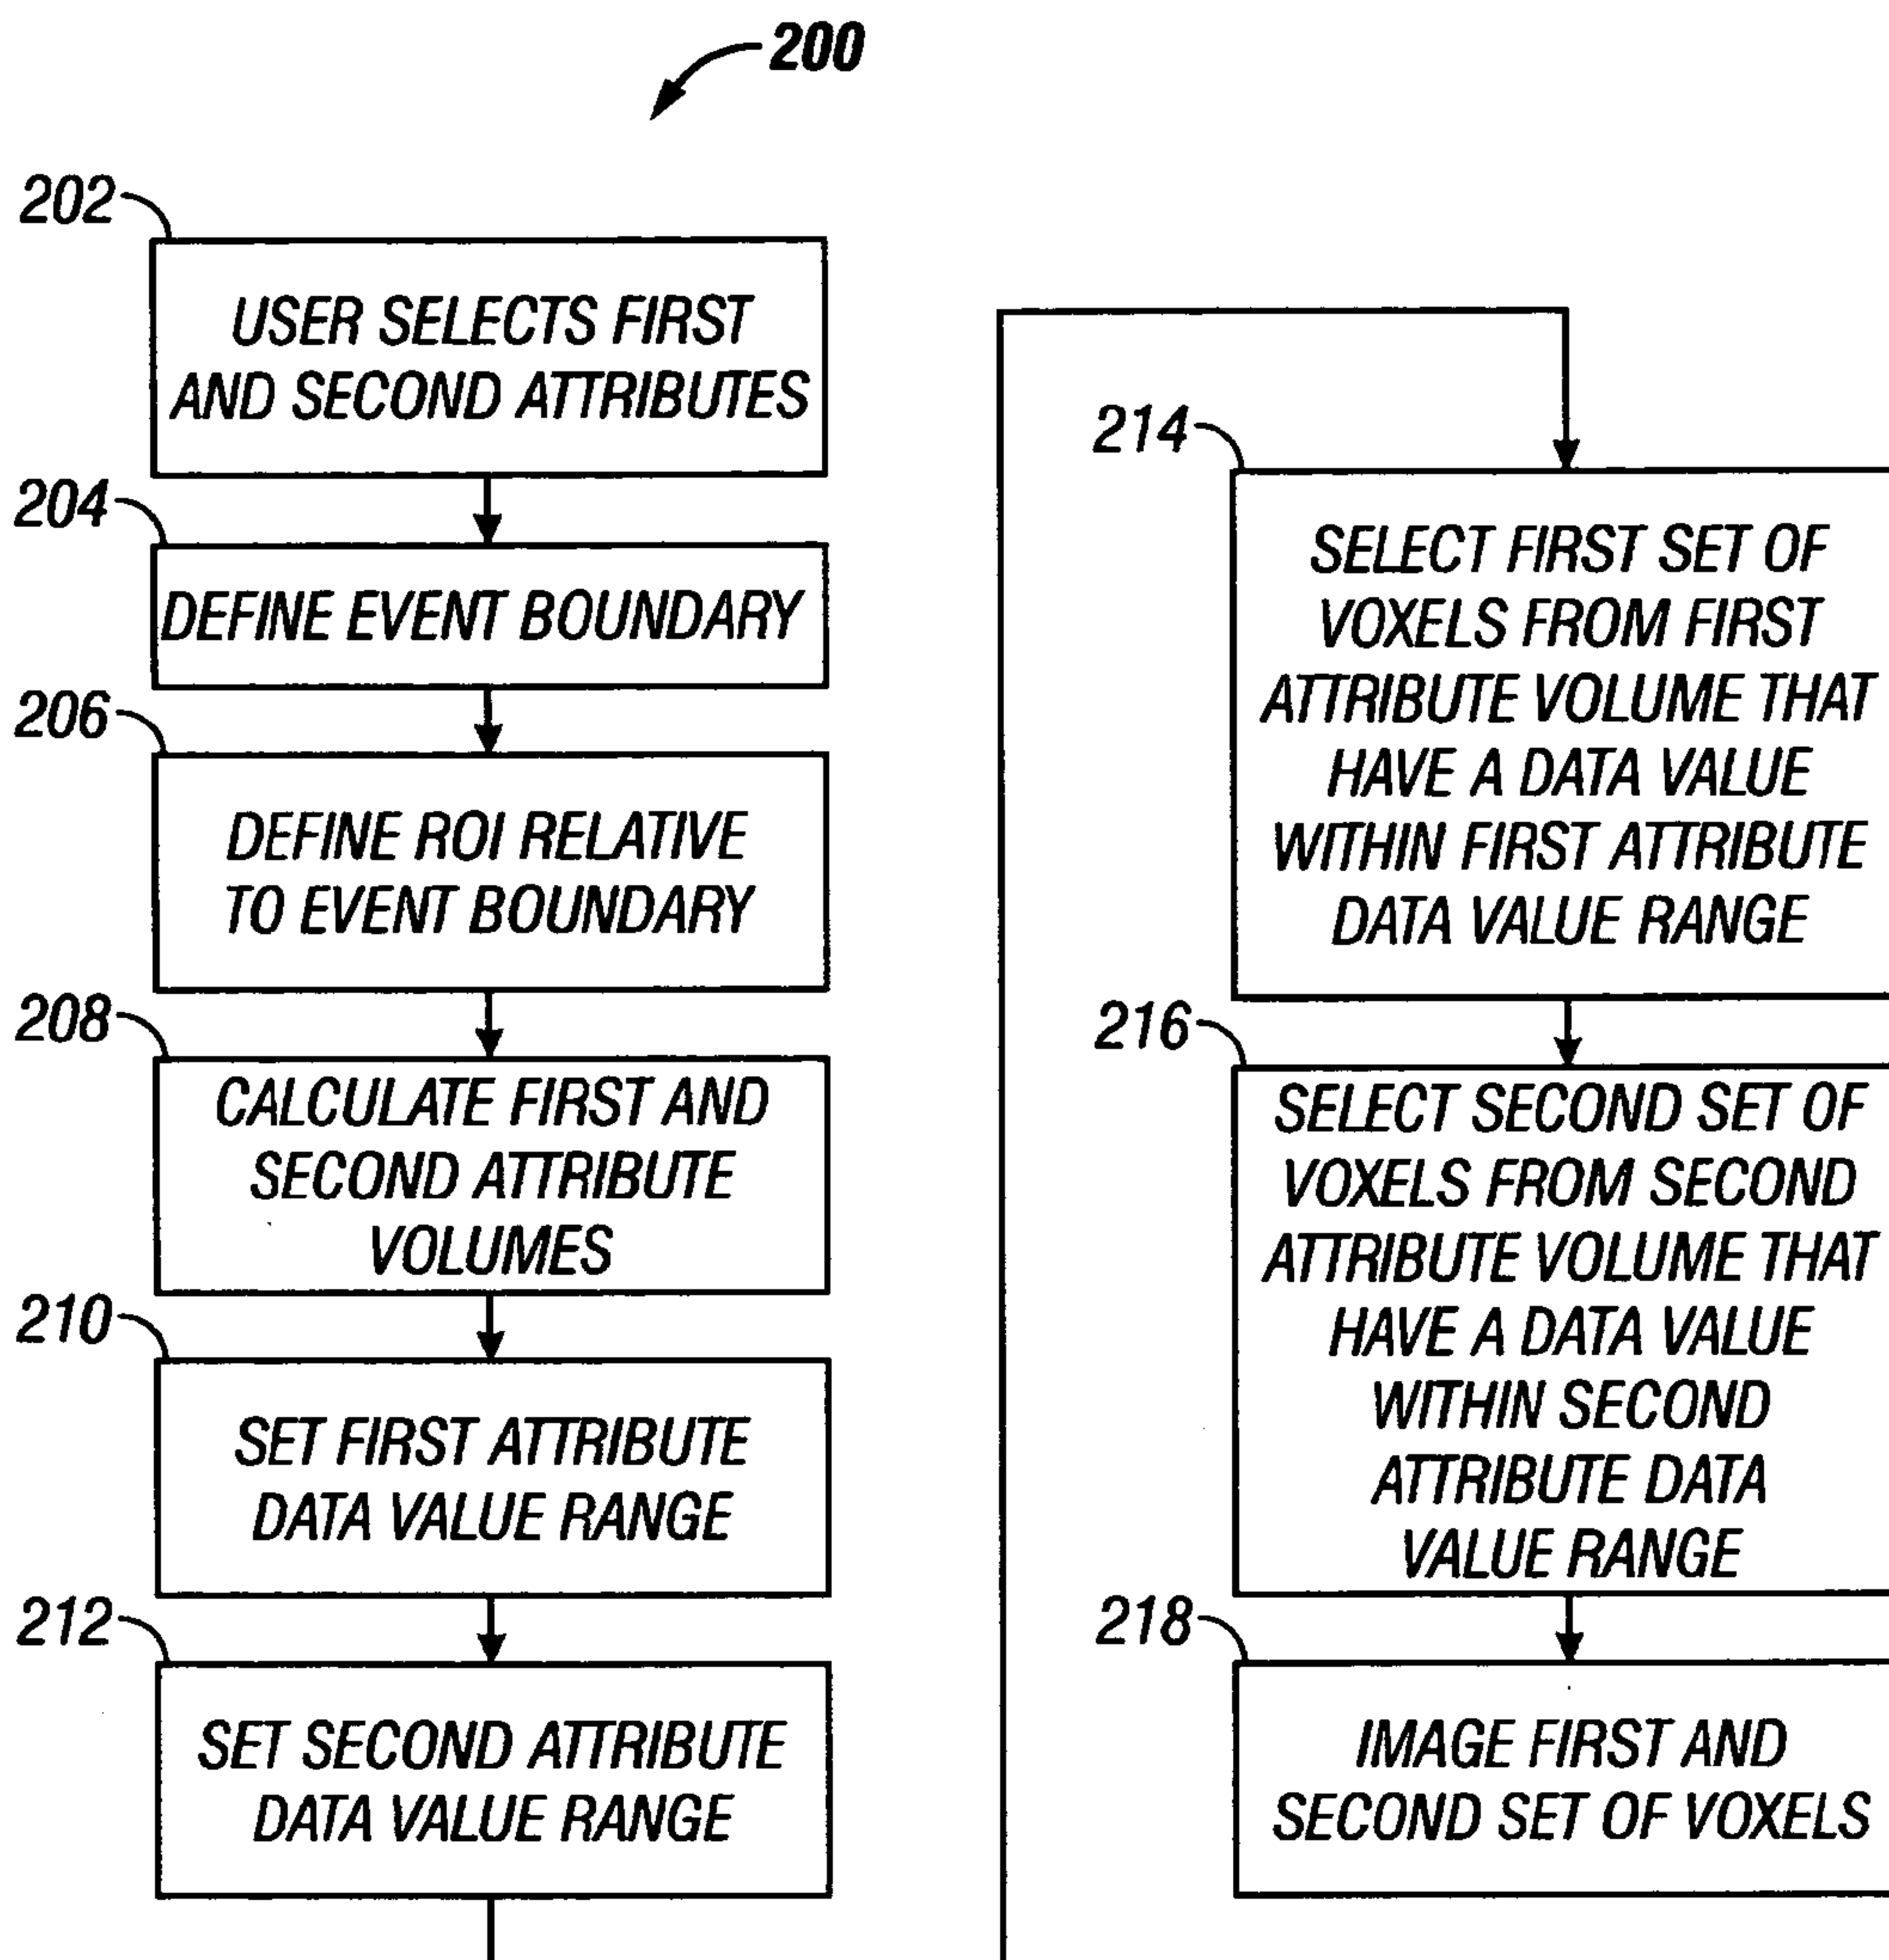 200
202
USER SELECTS FIRST
AND SECOND ATTRIBUTES
204
DEFINE EVENT BOUNDARY
206
DEFINE ROI RELATIVE
TO EVENT BOUNDARY
208
CALCULATE FIRST AND
SECOND ATTRIBUTE
VOLUMES
210
SET FIRST ATTRIBUTE
DATA VALUE RANGE
212
SET SECOND ATTRIBUTE
DATA VALUE RANGE
214
SELECT FIRST SET OF
VOXELS FROM FIRST
ATTRIBUTE VOLUME THAT
HAVE A DATA VALUE
WITHIN FIRST ATTRIBUTE
DATA VALUE RANGE
216
SELECT SECOND SET OF
VOXELS FROM SECOND
ATTRIBUTE VOLUME THAT
HAVE A DATA VALUE
WITHIN SECOND
ATTRIBUTE DATA
VALUE RANGE
218
IMAGE FIRST AND
SECOND SET OF VOXELS